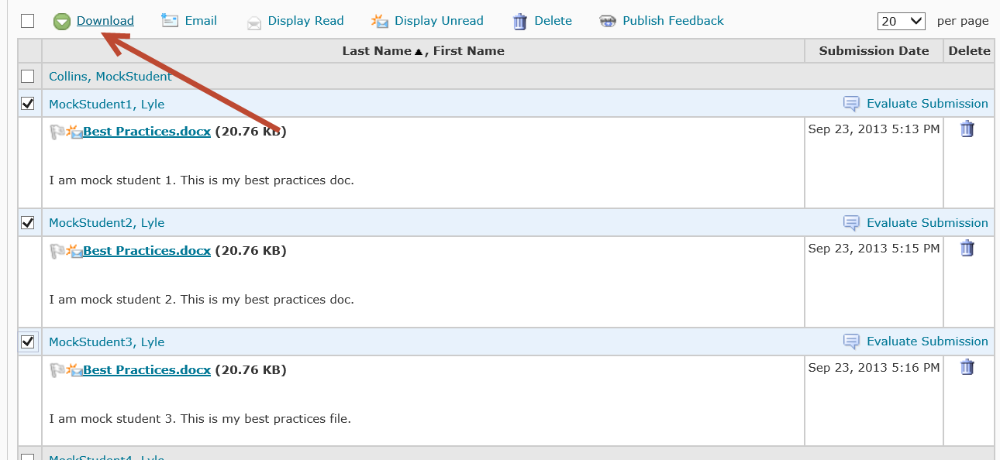 Download Email Display Read Display Unread Delete Publish Feedback 20 per page
Last Name▲, First Name Submission Date Delete
Collins, MockStudent
MockStudent1, Lyle Evaluate Submission
Best Practices.docx (20.76 KB) Sep 23, 2013 5:13 PM
I am mock student 1. This is my best practices doc.
MockStudent2, Lyle Evaluate Submission
Best Practices.docx (20.76 KB) Sep 23, 2013 5:15 PM
I am mock student 2. This is my best practices doc.
MockStudent3, Lyle Evaluate Submission
Best Practices.docx (20.76 KB) Sep 23, 2013 5:16 PM
I am mock student 3. This is my best practices file.
MockStudent4, Lyle